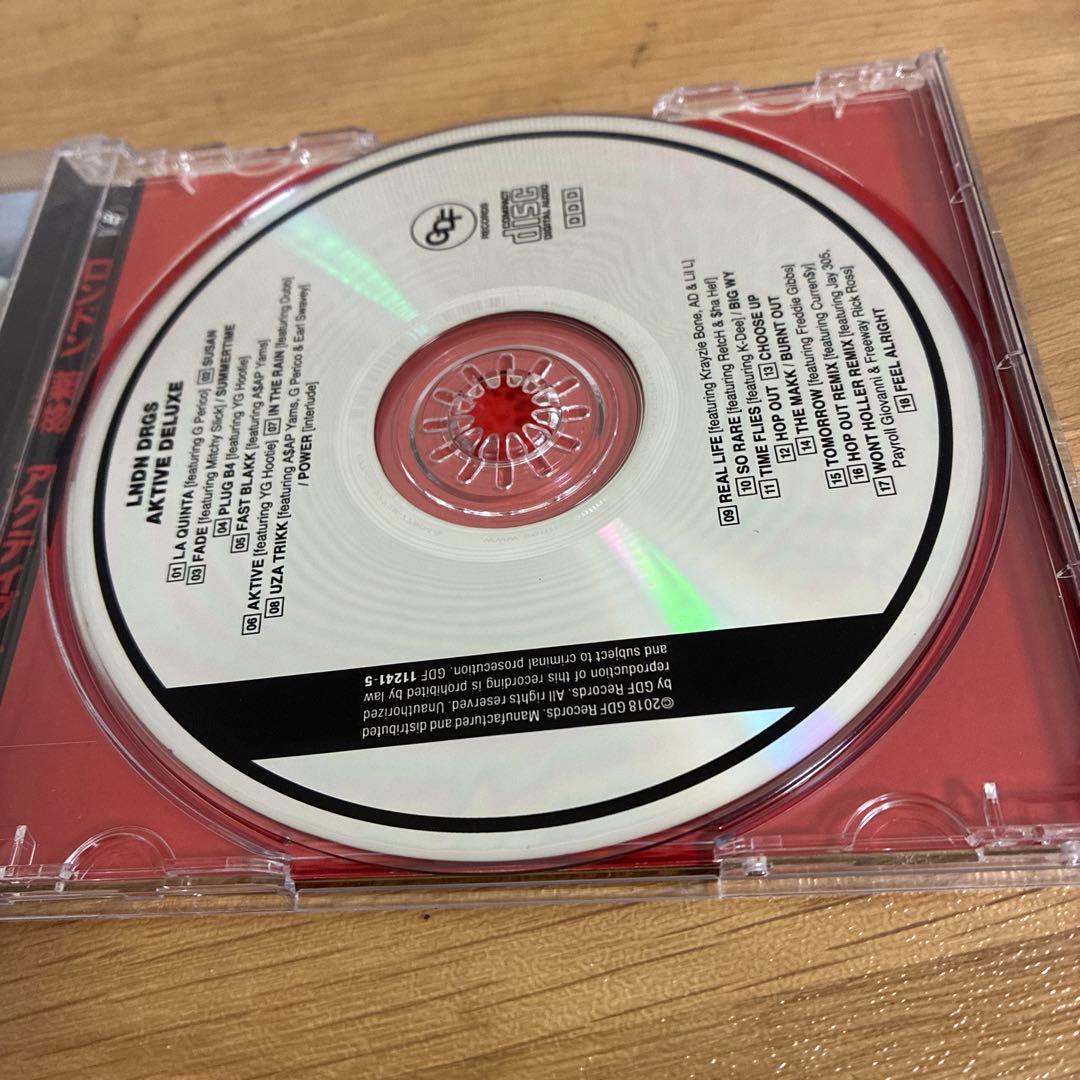 LNDN DRGS
AKTIVE DELUXE
01 LA QUINTA [featuring G Perico] 02 SUSAN
03 FADE [featuring Mitchy Slick] / SUMMERTIME
04 PLUG B4 [featuring YG Hootie]
05 FAST BLAKK [featuring A$AP Yams]
06 AKTIVE [featuring YG Hootie] 07 IN THE RAIN [featuring Dubb]
08 UZA TRIKK [featuring A$AP Yams, G Perico & Earl Swavey]
/ POWER [interlude]
GDF
RECORDS
COMPACT
disc
DIGITAL AUDIO
DDD
09 REAL LIFE [featuring Krayzie Bone, AD & Lil L]
10 SO RARE [featuring RetcH & $ha Hef]
11 TIME FLIES [featuring K-Dee] / BIG WY
12 HOP OUT 13 CHOOSE UP
14 THE MAKK / BURNT OUT
TOMORROW [featuring Freddie Gibbs]
15 TOMORROW REMIX [featuring Curren$y]
16 HOP OUT REMIX [featuring Jay 305,
17 WONT HOLLER REMIX
Payroll Giovanni & Freeway Rick Ross]
18 FEEL ALRIGHT
©2018 GDF Records. Manufactured and distributed
by GDF Records. All rights reserved. Unauthorized
reproduction of this recording is prohibited by law
and subject to criminal prosecution. GDF 11241-5